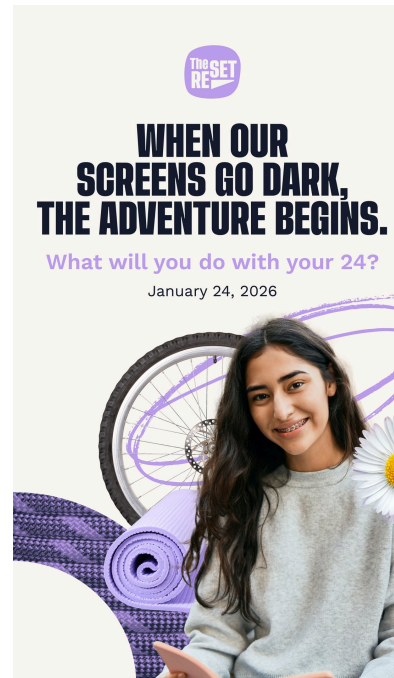 The
RESET
WHEN OUR
SCREENS GO DARK,
THE ADVENTURE BEGINS.
What will you do with your 24?
January 24, 2026